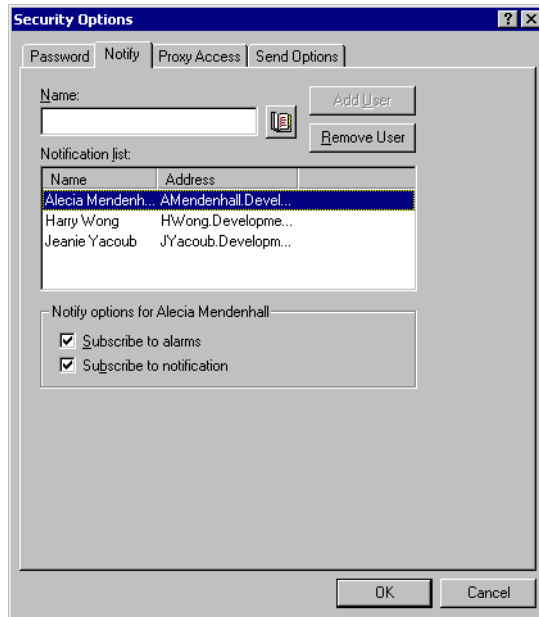 Security Options
Password Notify Proxy Access Send Options
Name:
Add User
Remove User
Notification list:
Name Address
Alecia Mendenh... AMendenhall.Devel...
Harry Wong HWong.Developme...
Jeanie Yacoub JYacoub.Developm...
Notify options for Alecia Mendenhall
Subscribe to alarms
Subscribe to notification
OK Cancel